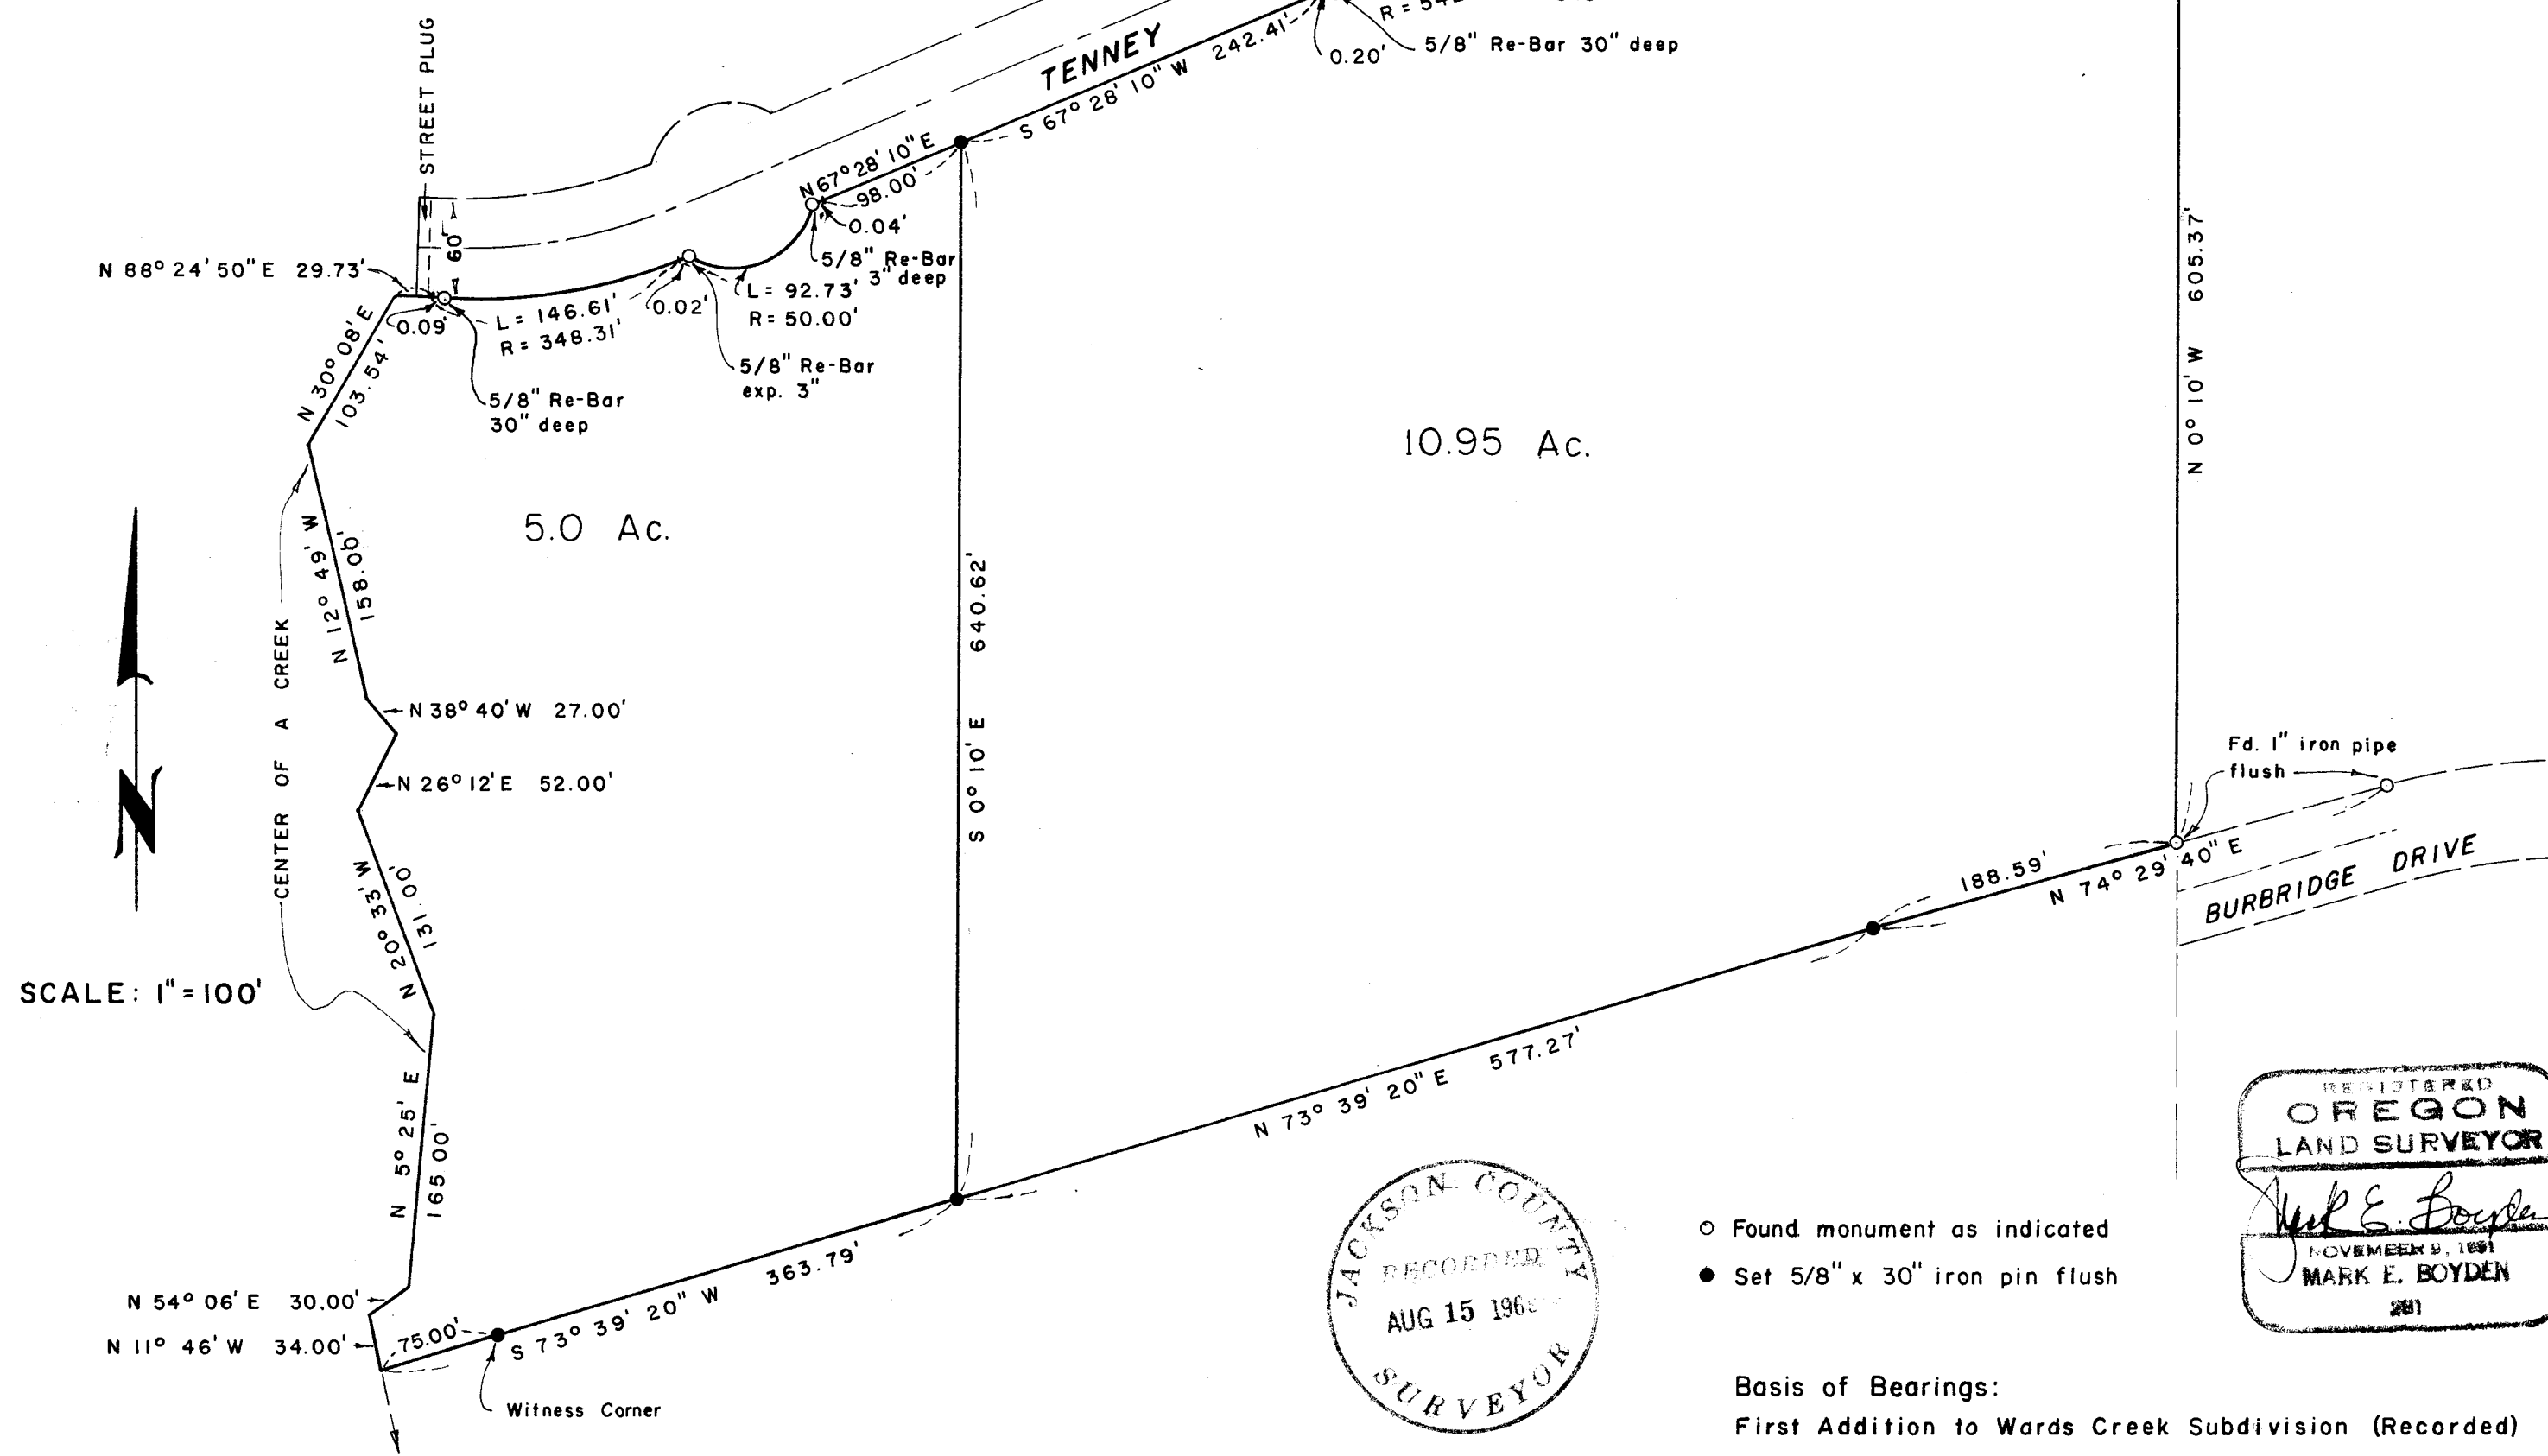 STREET PLUG
TENNEY
S 67° 28' 10" W 242.41'
0.20'
5/8" Re-Bar 30" deep
N 67° 28' 10" E
98.00'
0.04'
5/8" Re-Bar
3" deep
60'
N 88° 24' 50" E 29.73'
0.09'
L = 146.61'
R = 348.31'
0.02'
L = 92.73'
R = 50.00'
5/8" Re-Bar
exp. 3"
5/8" Re-Bar
30" deep
N 30° 08' E
103.54'
N 0° 10' W 605.37'
10.95 Ac.
5.0 Ac.
N 12° 49' W
158.00'
S 0° 10' E 640.62'
CENTER OF A CREEK
N 38° 40' W 27.00'
N 26° 12' E 52.00'
N
N 20° 33' W
131.00'
SCALE: 1" = 100'
Fd. 1" iron pipe
flush
188.59'
N 74° 29' 40" E
BURBRIDGE DRIVE
N 73° 39' 20" E 577.27'
N 5° 25' E
165.00'
N 54° 06' E 30.00'
N 11° 46' W 34.00'
75.00'
S 73° 39' 20" W 363.79'
Witness Corner
JACKSON COUNTY
RECORDED
AUG 15 196
SURVEYOR
Found monument as indicated
Set 5/8" x 30" iron pin flush
REGISTERED
OREGON
LAND SURVEYOR
Mark E. Boyden
NOVEMBER 9,
MARK E. BOYDEN
Basis of Bearings:
First Addition to Wards Creek Subdivision (Recorded)